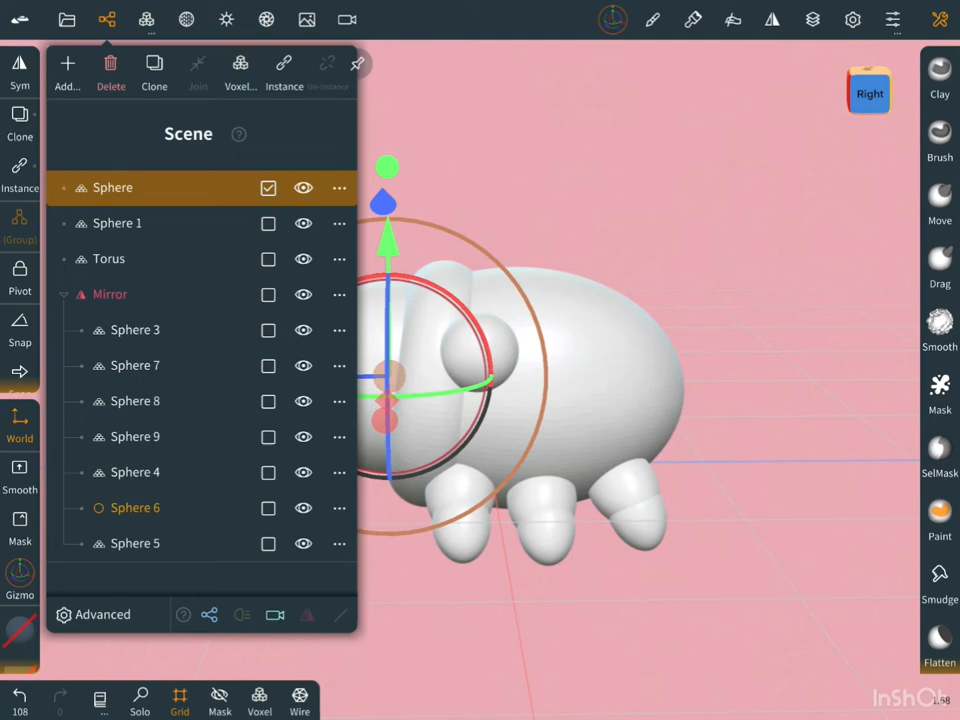 Right
Sym
Clone
Instance
(Group)
Pivot
Snap
World
Smooth
Mask
Gizmo
Add...
Delete
Clone
Join
Voxel...
Instance
Un-instance
Scene
Sphere
Sphere 1
Torus
Mirror
Sphere 3
Sphere 7
Sphere 8
Sphere 9
Sphere 4
Sphere 6
Sphere 5
Advanced
Clay
Brush
Move
Drag
Smooth
Mask
SelMask
Paint
Smudge
Flatten
108
0
...
Solo
Grid
Mask
Voxel
Wire
InShOt
1.68